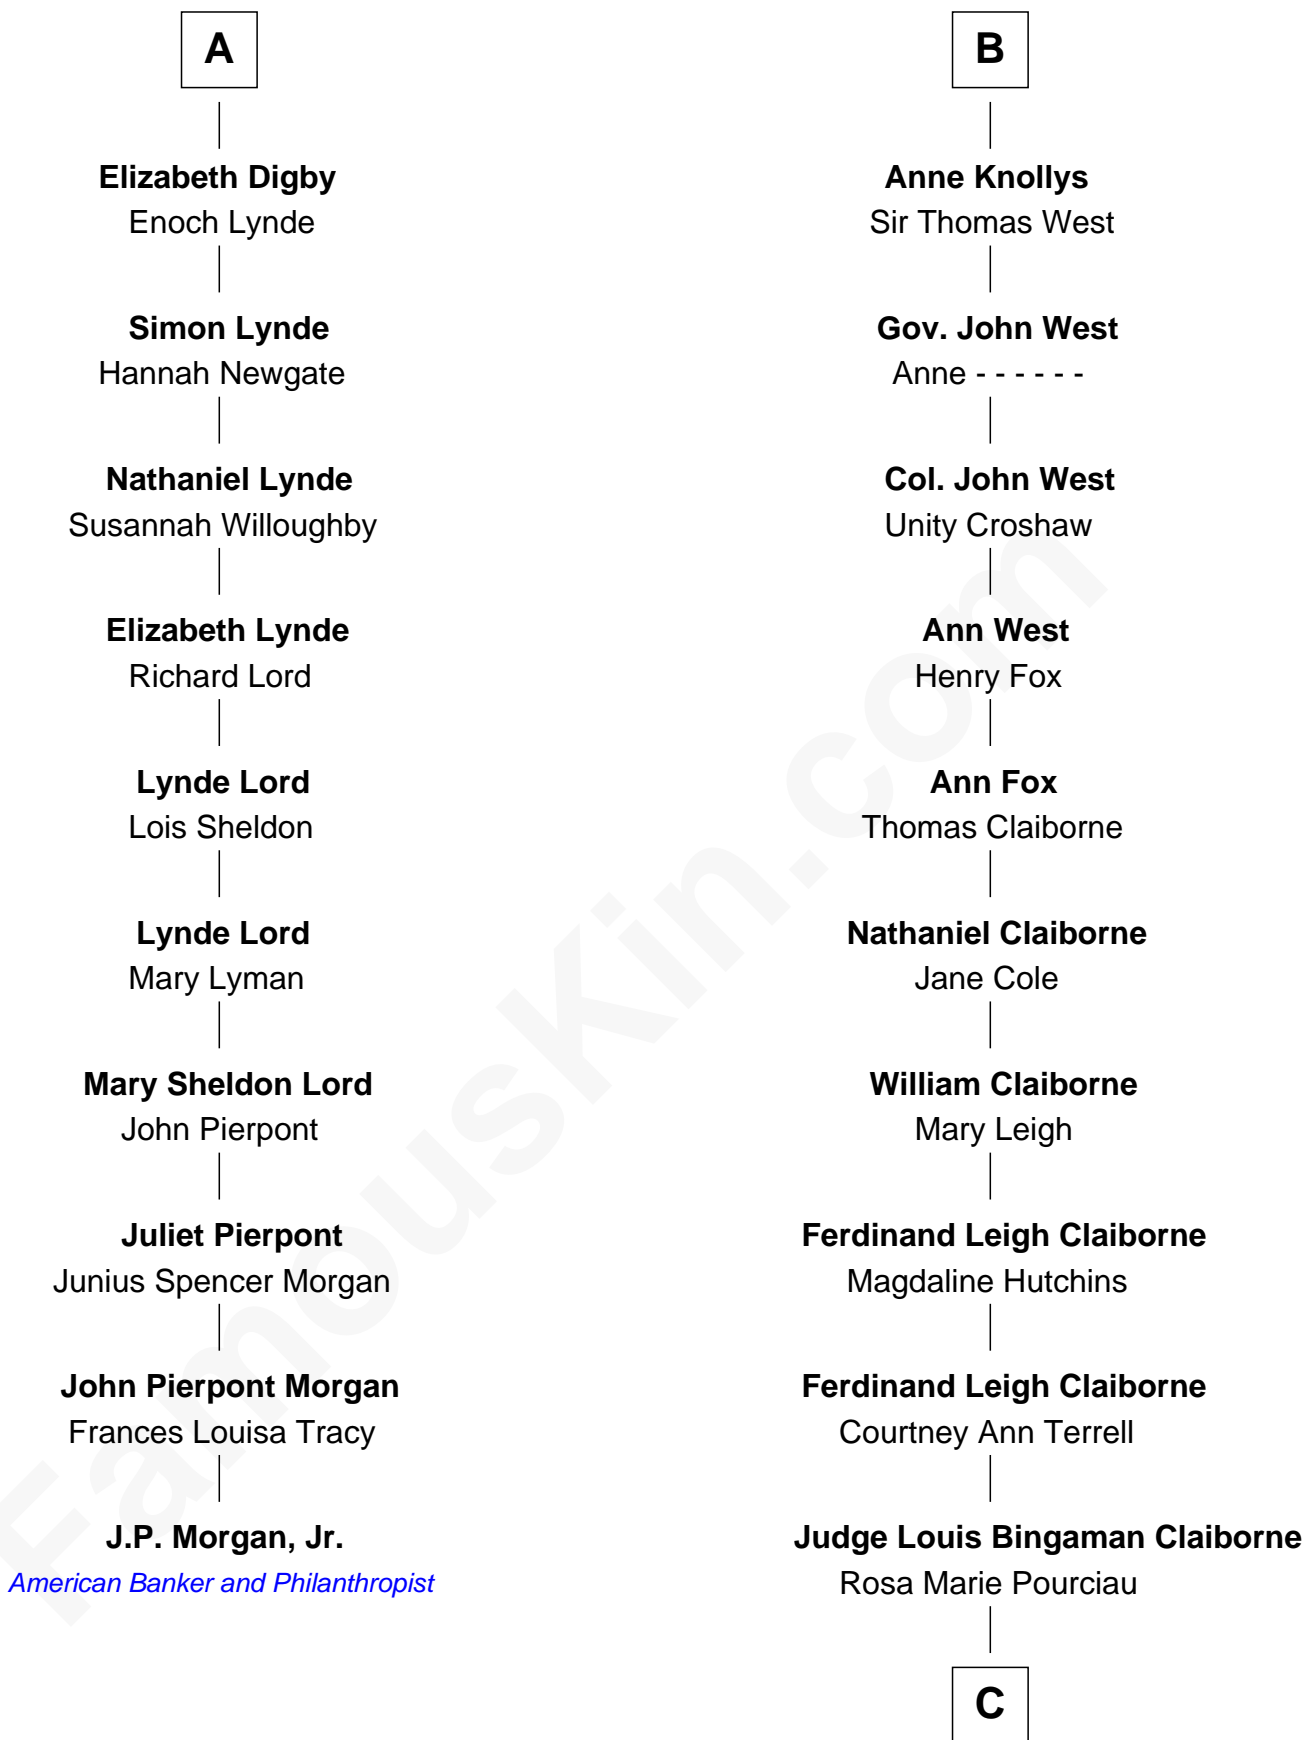 A
Elizabeth Digby
Enoch Lynde
Simon Lynde
Hannah Newgate
Nathaniel Lynde
Susannah Willoughby
Elizabeth Lynde
Richard Lord
Lynde Lord
Lois Sheldon
Lynde Lord
Mary Lyman
Mary Sheldon Lord
John Pierpont
Juliet Pierpont
Junius Spencer Morgan
John Pierpont Morgan
Frances Louisa Tracy
J.P. Morgan, Jr.
American Banker and Philanthropist
B
Anne Knollys
Sir Thomas West
Gov. John West
Anne - - - - - -
Col. John West
Unity Croshaw
Ann West
Henry Fox
Ann Fox
Thomas Claiborne
Nathaniel Claiborne
Jane Cole
William Claiborne
Mary Leigh
Ferdinand Leigh Claiborne
Magdaline Hutchins
Ferdinand Leigh Claiborne
Courtney Ann Terrell
Judge Louis Bingaman Claiborne
Rosa Marie Pourciau
C
FamousKin.com